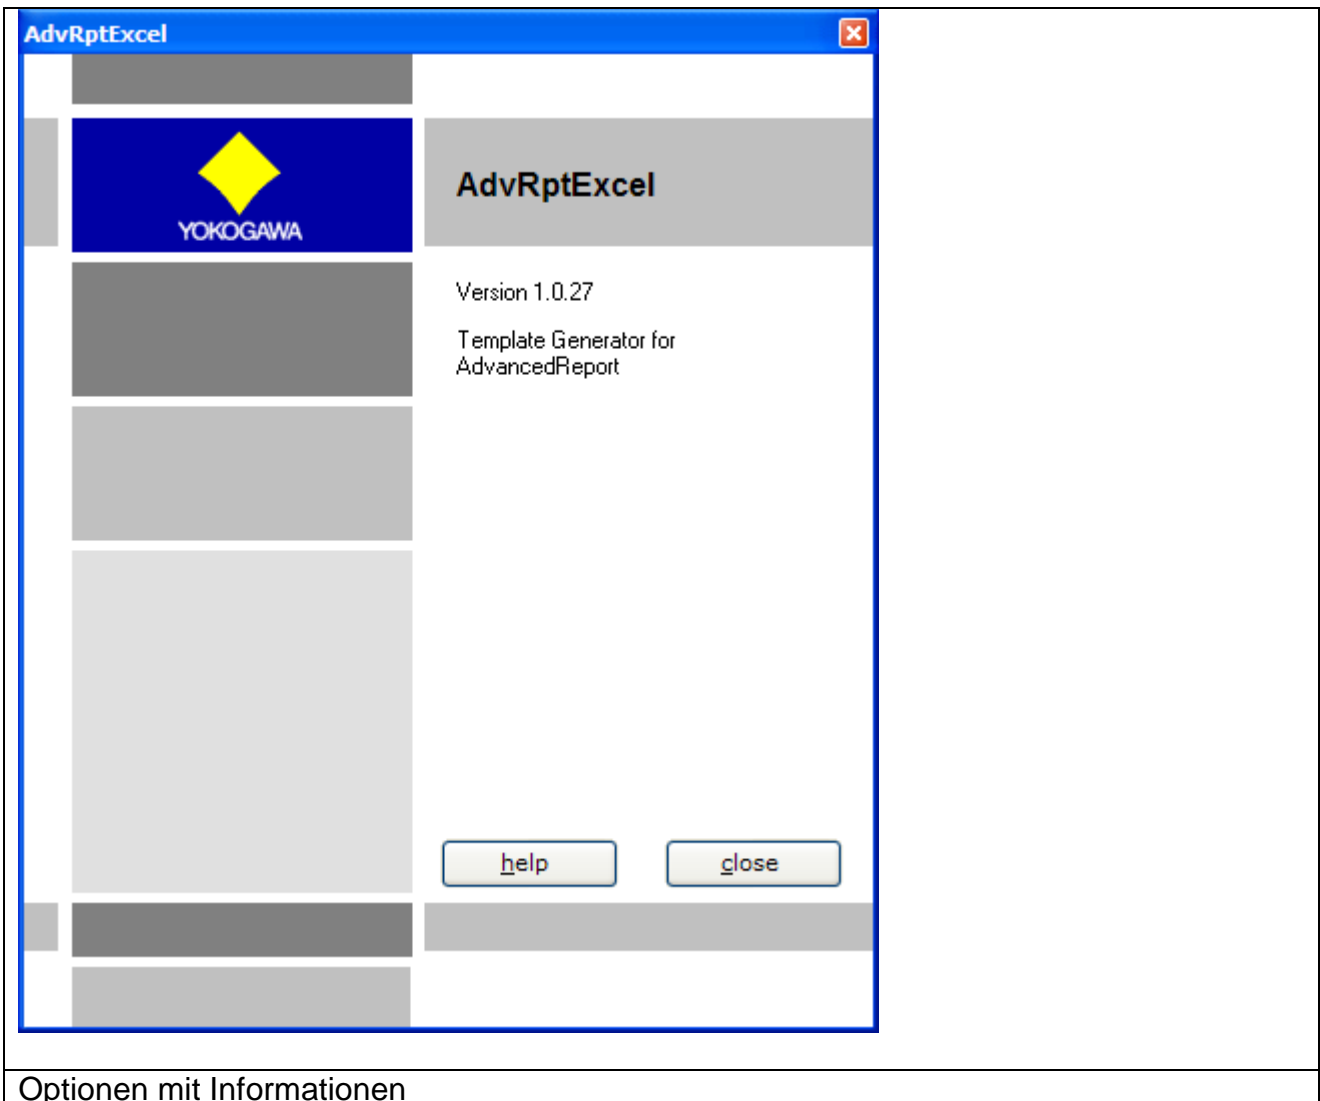 AdvRptExcel
YOKOGAWA
AdvRptExcel
Version 1.0.27
Template Generator for
AdvancedReport
help
close
Optionen mit Informationen